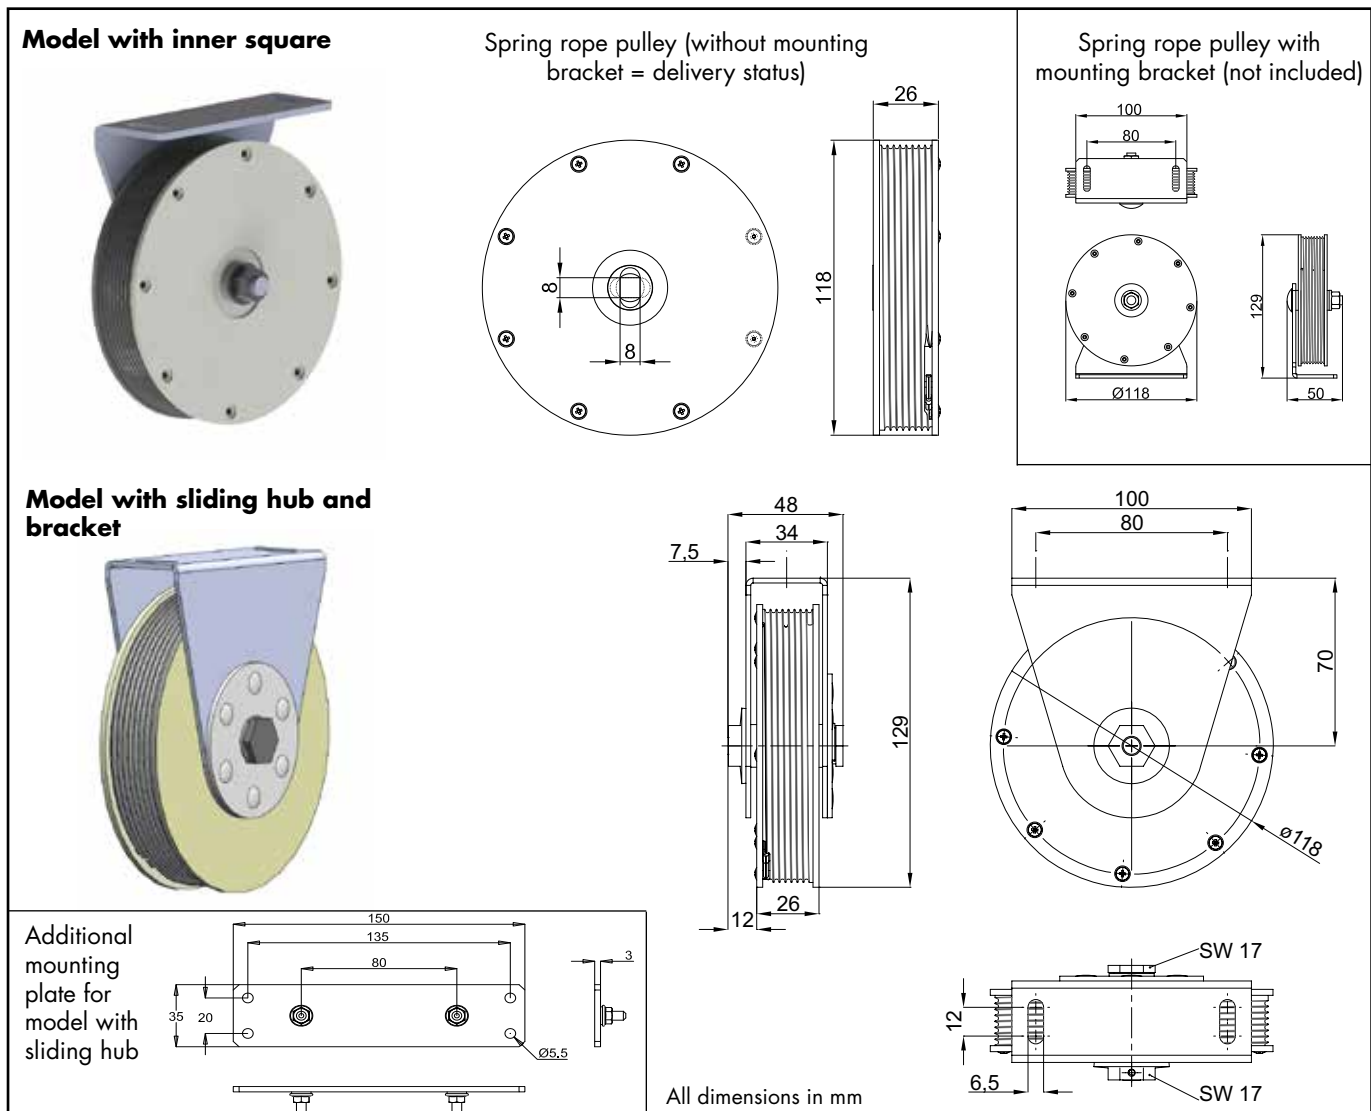 Model with inner square
Spring rope pulley (without mounting
bracket = delivery status)
26
118
8
8
Spring rope pulley with
mounting bracket (not included)
100
80
129
Ø118
50
Model with sliding hub and
bracket
48
34
7,5
129
26
12
100
80
70
ø118
Additional
mounting
plate for
model with
sliding hub
150
135
80
35
20
Ø5,5
3
All dimensions in mm
SW 17
12
6,5
SW 17